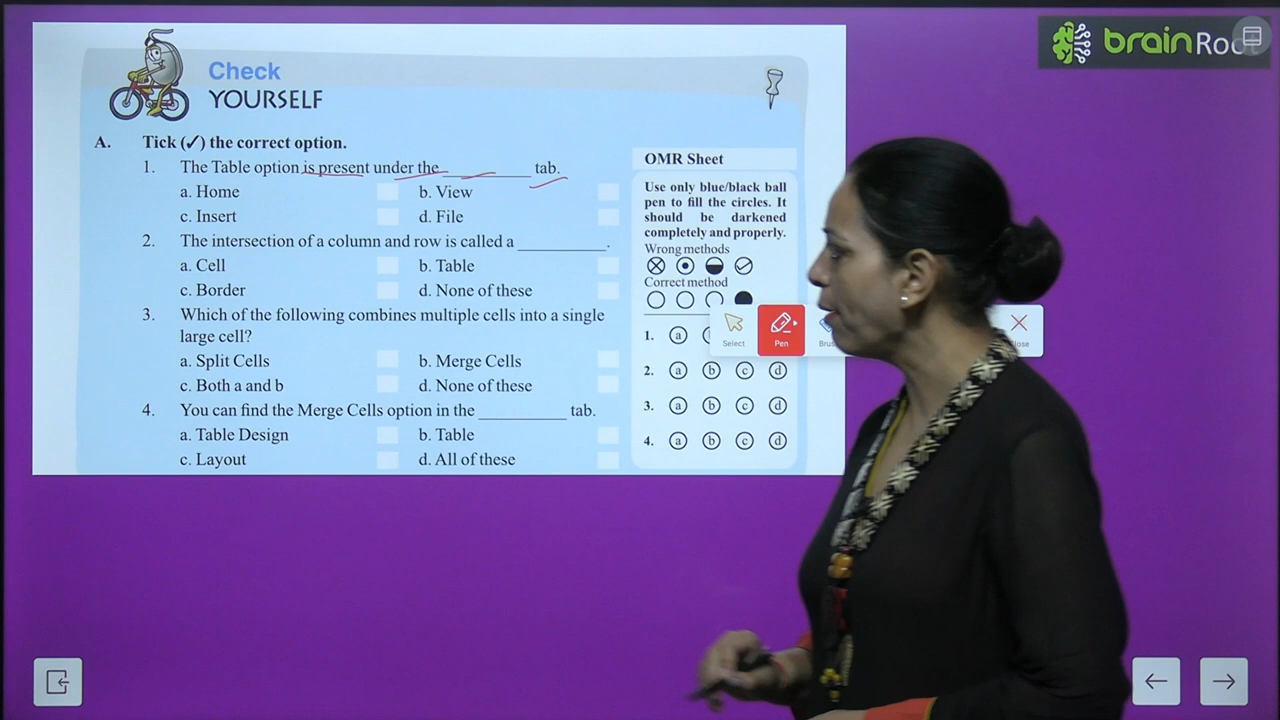 brainRo
Check
YOURSELF
A. Tick (✓) the correct option.
1. The Table option is present under the __________ tab.
a. Home
b. View
c. Insert
d. File
2. The intersection of a column and row is called a __________.
a. Cell
b. Table
c. Border
d. None of these
3. Which of the following combines multiple cells into a single
large cell?
a. Split Cells
b. Merge Cells
c. Both a and b
d. None of these
4. You can find the Merge Cells option in the __________ tab.
a. Table Design
b. Table
c. Layout
d. All of these
OMR Sheet
Use only blue/black ball
pen to fill the circles. It
should be darkened
completely and properly.
Wrong methods
Correct method
1. a
2. a b c d
3. a b c d
4. a b c d
Select
Pen
Bru
lose